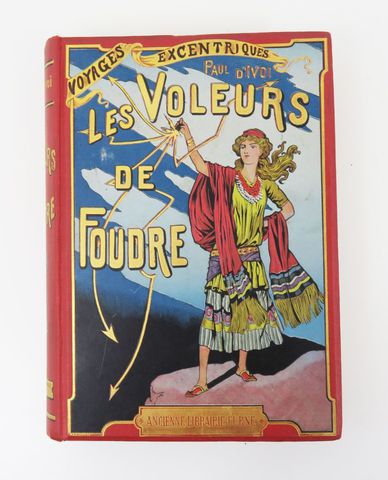 VOYAGES EXCENTRIQUES
PAUL D'IVOI
LES VOLEURS
DE
FOUDRE
ANCIENNE LIBRAIRIE FURNE